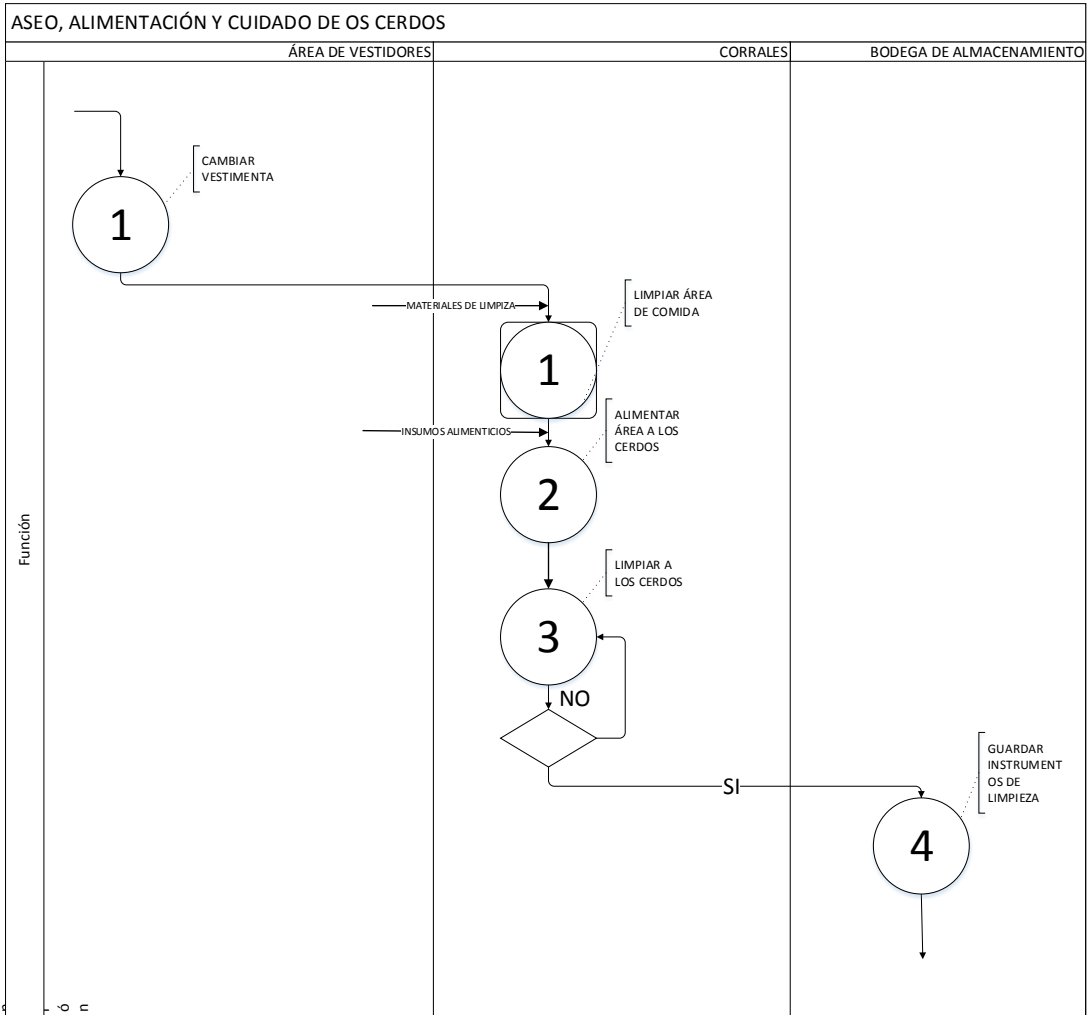 ASEO, ALIMENTACIÓN Y CUIDADO DE OS CERDOS
ÁREA DE VESTIDORES
CORRALES
BODEGA DE ALMACENAMIENTO
Función
CAMBIAR
VESTIMENTA
1
MATERIALES DE LIMPIZA
LIMPIAR ÁREA
DE COMIDA
1
INSUMOS ALIMENTICIOS
ALIMENTAR
ÁREA A LOS
CERDOS
2
LIMPIAR A
LOS CERDOS
3
NO
SI
GUARDAR
INSTRUMENT
OS DE
LIMPIEZA
4
ó n